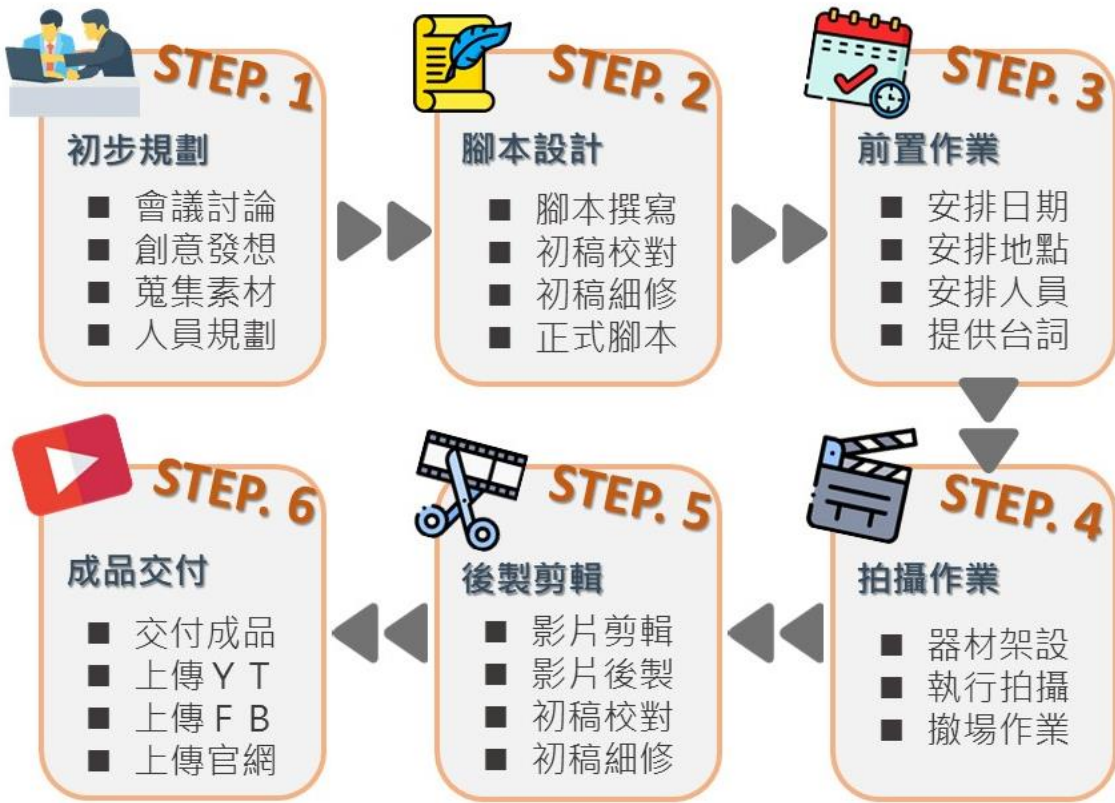 STEP. 1
初步規劃
■ 會議討論
■ 創意發想
■ 蒐集素材
■ 人員規劃
STEP. 2
腳本設計
■ 腳本撰寫
■ 初稿校對
■ 初稿細修
■ 正式腳本
STEP. 3
前置作業
■ 安排日期
■ 安排地點
■ 安排人員
■ 提供台詞
STEP. 4
拍攝作業
■ 器材架設
■ 執行拍攝
■ 撤場作業
STEP. 5
後製剪輯
■ 影片剪輯
■ 影片後製
■ 初稿校對
■ 初稿細修
STEP. 6
成品交付
■ 交付成品
■ 上傳ＹＴ
■ 上傳ＦＢ
■ 上傳官網